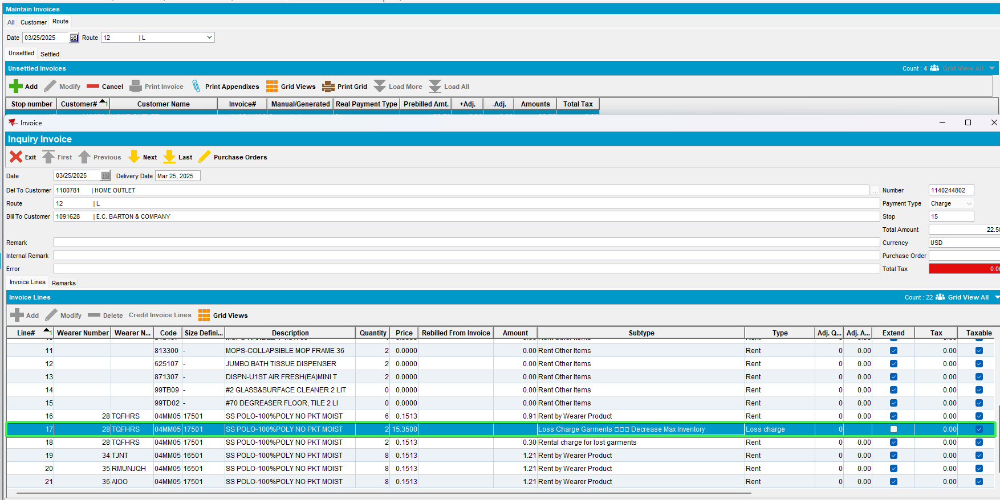 Maintain Invoices
All Customer Route
Date 03/25/2025 16 Route 12 | L
Unsettled Settled
Unsettled Invoices Count : 4 Grid View All
Add Modify Cancel Print Invoice Print Appendixes Grid Views Print Grid Load More Load All
Stop number Customer# 1 Customer Name Invoice# Manual/Generated Real Payment Type Prebilled Amt. +Adj. -Adj. Amounts Total Tax
Invoice
Inquiry Invoice
Exit First Previous Next Last Purchase Orders
Date 03/25/2025 16 Delivery Date Mar 25, 2025
Del To Customer 1100781 | HOME OUTLET ... Number 1140244802
Route 12 | L Payment Type Charge
Bill To Customer 1091628 | E.C. BARTON & COMPANY Stop 15
Total Amount 22.58
Remark Currency USD
Internal Remark Purchase Order
Error Total Tax 0.00
Invoice Lines Remarks
Invoice Lines Count : 22 Grid View All
Add Modify Delete Credit Invoice Lines Grid Views
Line# 1 Wearer Number Wearer N... Code Size Defini... Description Quantity Price Rebilled From Invoice Amount Subtype Type Adj. Q... Adj. A... Extend Tax Taxable
11 813300 - MOPS-COLLAPSIBLE MOP FRAME 36 2 0.0000 0.00 Rent Other Items Rent 0 0.00 0.00
12 625107 - JUMBO BATH TISSUE DISPENSER 2 0.0000 0.00 Rent Other Items Rent 0 0.00 0.00
13 871307 - DISPN-U1ST AIR FRESH(EA)MINI T 2 0.0000 0.00 Rent Other Items Rent 0 0.00 0.00
14 99TB09 - #2 GLASS&SURFACE CLEANER 2 LIT 0 0.0000 0.00 Rent Other Items Rent 0 0.00 0.00
15 99TD02 - #70 DEGREASER FLOOR, TILE 2 LI 0 0.0000 0.00 Rent Other Items Rent 0 0.00 0.00
16 28 TQFHRS 04MM05 17501 SS POLO-100%POLY NO PKT MOIST 6 0.1513 0.91 Rent by Wearer Product Rent 0 0.00 0.00
17 28 TQFHRS 04MM05 17501 SS POLO-100%POLY NO PKT MOIST 2 15.3500 Loss Charge Garments □□□ Decrease Max Inventory Loss charge 0 0.00
18 28 TQFHRS 04MM05 17501 SS POLO-100%POLY NO PKT MOIST 2 0.1513 0.30 Rental charge for lost garments Rent 0 0.00 0.00
19 34 TJNT 04MM05 16501 SS POLO-100%POLY NO PKT MOIST 8 0.1513 1.21 Rent by Wearer Product Rent 0 0.00 0.00
20 35 RMUNJQH 04MM05 16501 SS POLO-100%POLY NO PKT MOIST 8 0.1513 1.21 Rent by Wearer Product Rent 0 0.00 0.00
21 36 AIOO 04MM05 17501 SS POLO-100%POLY NO PKT MOIST 8 0.1513 1.21 Rent by Wearer Product Rent 0 0.00 0.00